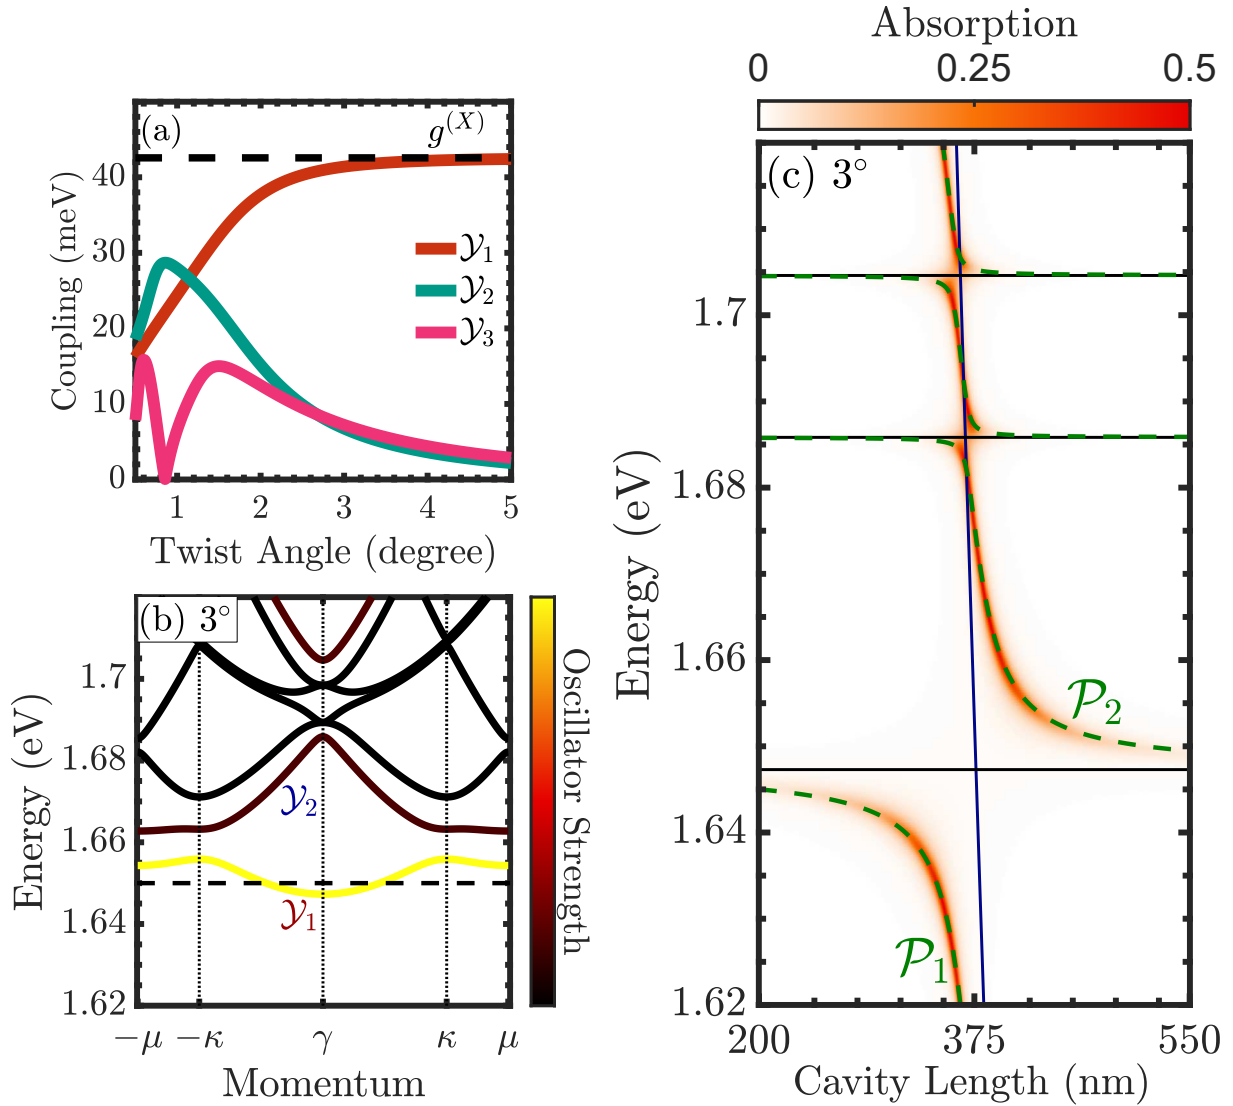 Absorption
0 0.25 0.5
(a) g^(X)
40
30
20
10
0
Coupling (meV)
𝒴1
𝒴2
𝒴3
1 2 3 4 5
Twist Angle (degree)
(b) 3°
1.7
1.68
1.66
1.64
1.62
Energy (eV)
𝒴2
𝒴1
−μ −κ γ κ μ
Momentum
Oscillator Strength
(c) 3°
1.7
1.68
1.66
1.64
1.62
Energy (eV)
𝒫2
𝒫1
200 375 550
Cavity Length (nm)